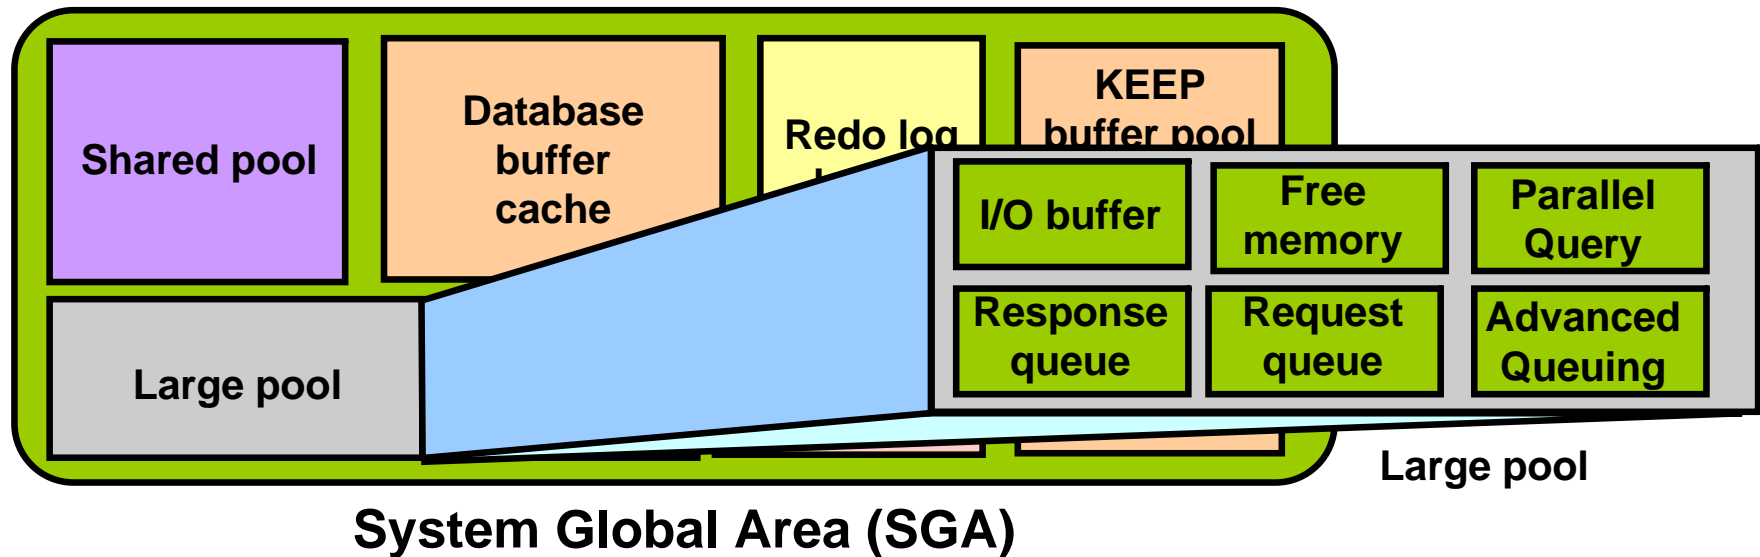 Shared pool
Database
buffer
cache
Redo log
KEEP
buffer pool
I/O buffer
Free
memory
Parallel
Query
Response
queue
Request
queue
Advanced
Queuing
Large pool
Large pool
System Global Area (SGA)